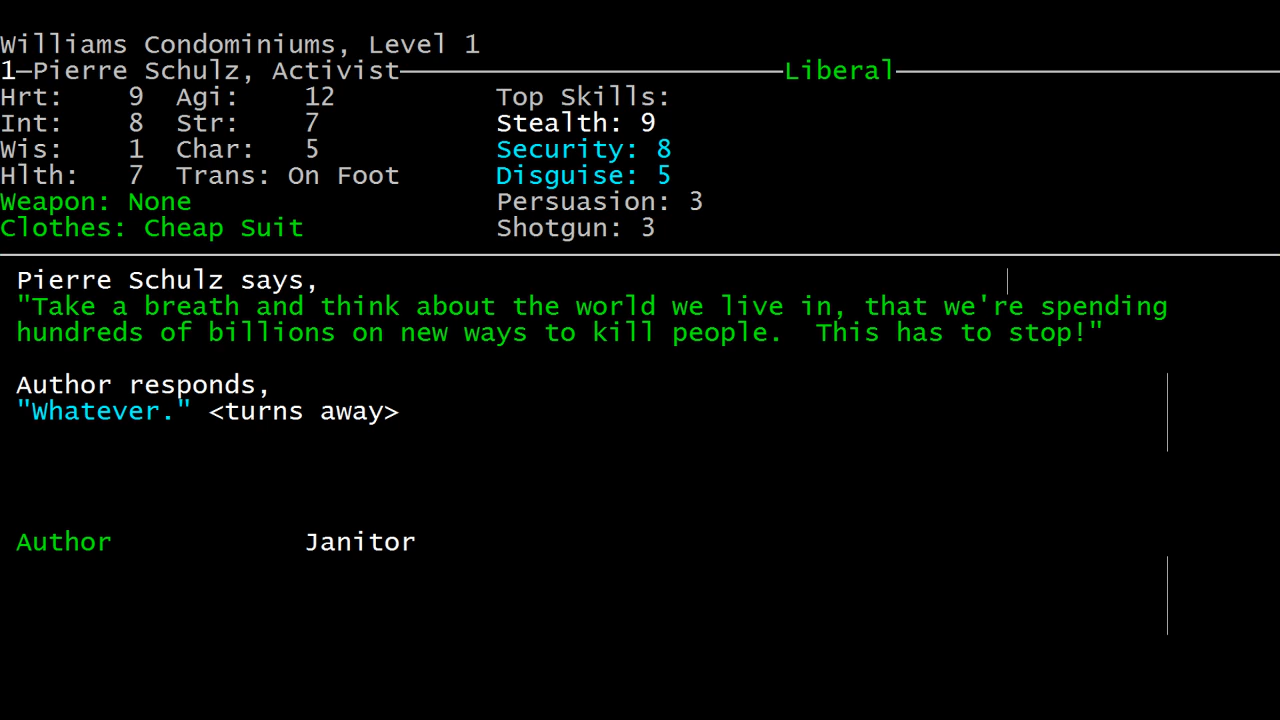 Williams Condominiums, Level 1
1—Pierre Schulz, Activist Liberal
Hrt: 9 Agi: 12 Top Skills:
Int: 8 Str: 7 Stealth: 9
Wis: 1 Char: 5 Security: 8
Hlth: 7 Trans: On Foot Disguise: 5
Weapon: None Persuasion: 3
Clothes: Cheap Suit Shotgun: 3
Pierre Schulz says,
"Take a breath and think about the world we live in, that we're spending
hundreds of billions on new ways to kill people.  This has to stop!"
Author responds,
"Whatever." <turns away>
Author Janitor